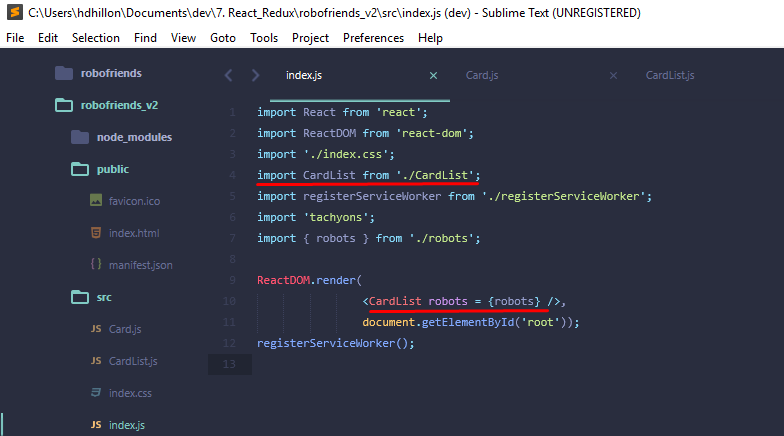 C:\Users\hdhillon\Documents\dev\7. React_Redux\robofriends_v2\src\index.js (dev) - Sublime Text (UNREGISTERED)
File Edit Selection Find View Goto Tools Project Preferences Help
robofriends
robofriends_v2
node_modules
public
favicon.ico
index.html
manifest.json
src
JS Card.js
JS CardList.js
index.css
JS index.js
index.js × Card.js × CardList.js
1 import React from 'react';
2 import ReactDOM from 'react-dom';
3 import './index.css';
4 import CardList from './CardList';
5 import registerServiceWorker from './registerServiceWorker';
6 import 'tachyons';
7 import { robots } from './robots';
8
9 ReactDOM.render(
10 <CardList robots = {robots} />,
11 document.getElementById('root'));
12 registerServiceWorker();
13